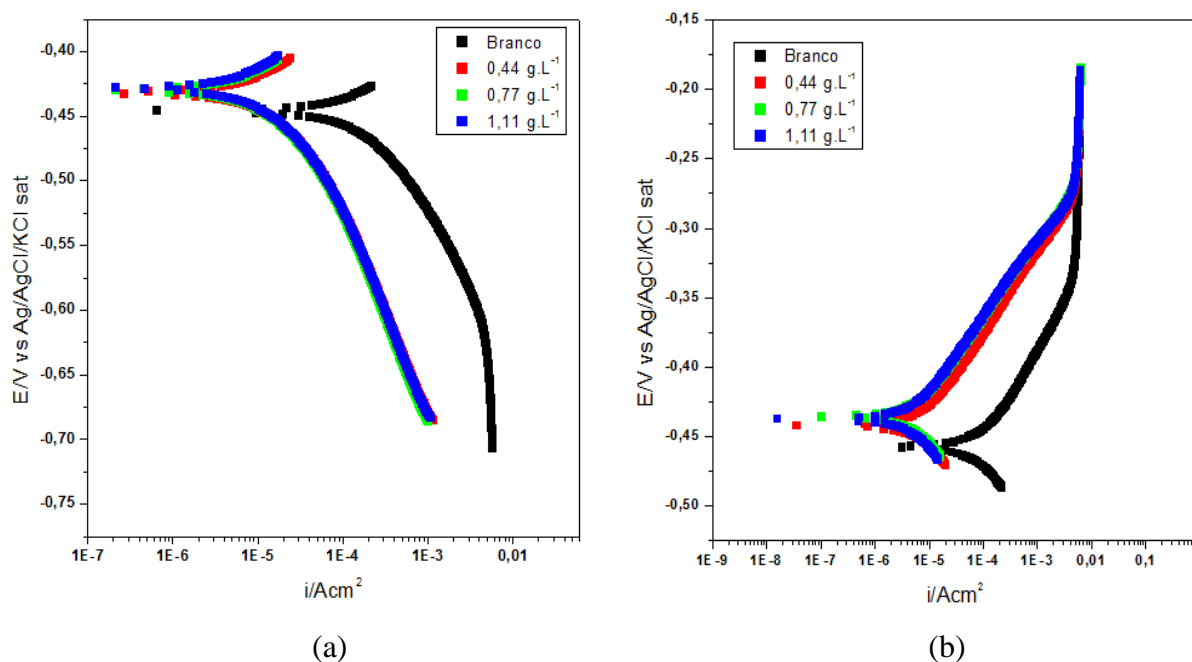 -0,40
-0,45
-0,50
-0,55
-0,60
-0,65
-0,70
-0,75
E/V vs Ag/AgCl/KCl sat
1E-7 1E-6 1E-5 1E-4 1E-3 0,01
i/Acm²
Branco
0,44 g.L⁻¹
0,77 g.L⁻¹
1,11 g.L⁻¹
(a)
-0,15
-0,20
-0,25
-0,30
-0,35
-0,40
-0,45
-0,50
E/V vs Ag/AgCl/KCl sat
1E-9 1E-8 1E-7 1E-6 1E-5 1E-4 1E-3 0,01 0,1
i/Acm²
Branco
0,44 g.L⁻¹
0,77 g.L⁻¹
1,11 g.L⁻¹
(b)